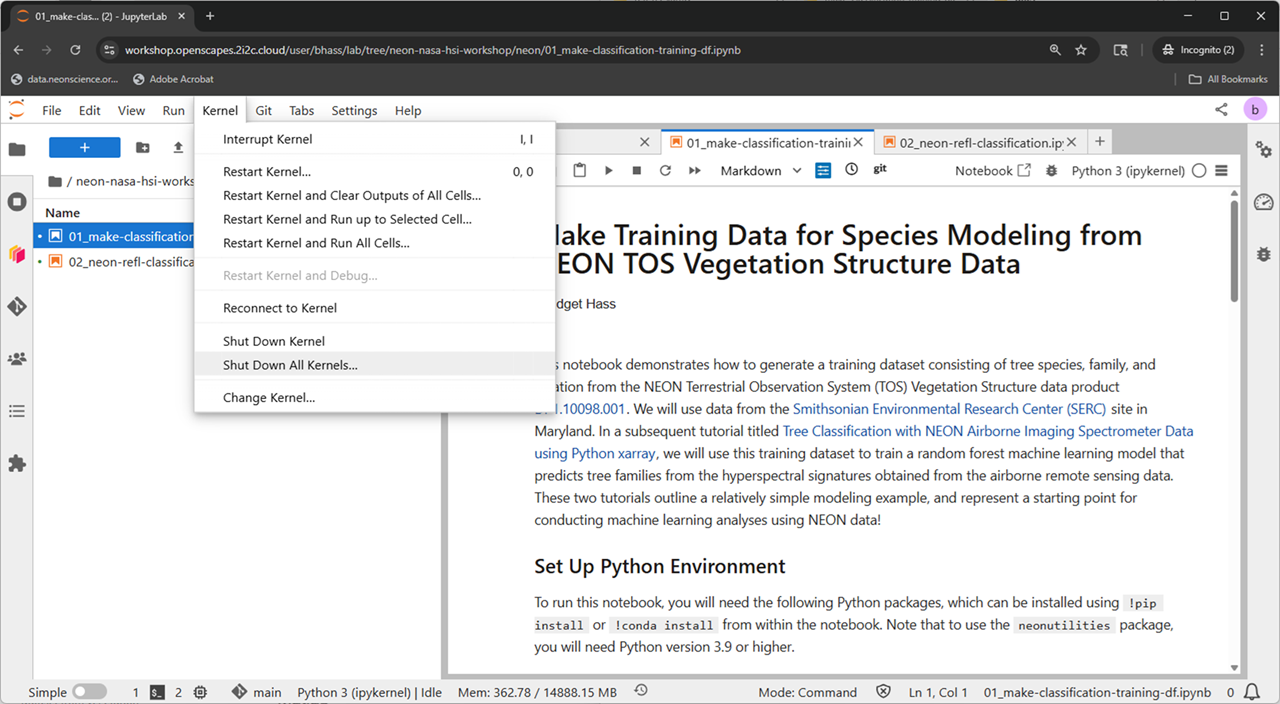 01_make-clas... (2) - JupyterLab
workshop.openscapes.2i2c.cloud/user/bhass/lab/tree/neon-nasa-hsi-workshop/neon/01_make-classification-training-df.ipynb
Incognito (2)
data.neonscience.or...
Adobe Acrobat
All Bookmarks
File Edit View Run Kernel Git Tabs Settings Help
b
Interrupt Kernel I, I
Restart Kernel... 0, 0
Restart Kernel and Clear Outputs of All Cells...
Restart Kernel and Run up to Selected Cell...
Restart Kernel and Run All Cells...
Restart Kernel and Debug...
Reconnect to Kernel
Shut Down Kernel
Shut Down All Kernels...
Change Kernel...
/ neon-nasa-hsi-works
Name
01_make-classification
02_neon-refl-classifica
01_make-classification-traini
02_neon-refl-classification.ip
Markdown
git
Notebook
Python 3 (ipykernel)
ake Training Data for Species Modeling from
EON TOS Vegetation Structure Data
dget Hass
s notebook demonstrates how to generate a training dataset consisting of tree species, family, and
ation from the NEON Terrestrial Observation System (TOS) Vegetation Structure data product
1.10098.001. We will use data from the Smithsonian Environmental Research Center (SERC) site in
Maryland. In a subsequent tutorial titled Tree Classification with NEON Airborne Imaging Spectrometer Data
using Python xarray, we will use this training dataset to train a random forest machine learning model that
predicts tree families from the hyperspectral signatures obtained from the airborne remote sensing data.
These two tutorials outline a relatively simple modeling example, and represent a starting point for
conducting machine learning analyses using NEON data!
Set Up Python Environment
To run this notebook, you will need the following Python packages, which can be installed using !pip
install or !conda install from within the notebook. Note that to use the neonutilities package,
you will need Python version 3.9 or higher.
Simple 1 2 main Python 3 (ipykernel) | Idle Mem: 362.78 / 14888.15 MB Mode: Command Ln 1, Col 1 01_make-classification-training-df.ipynb 0